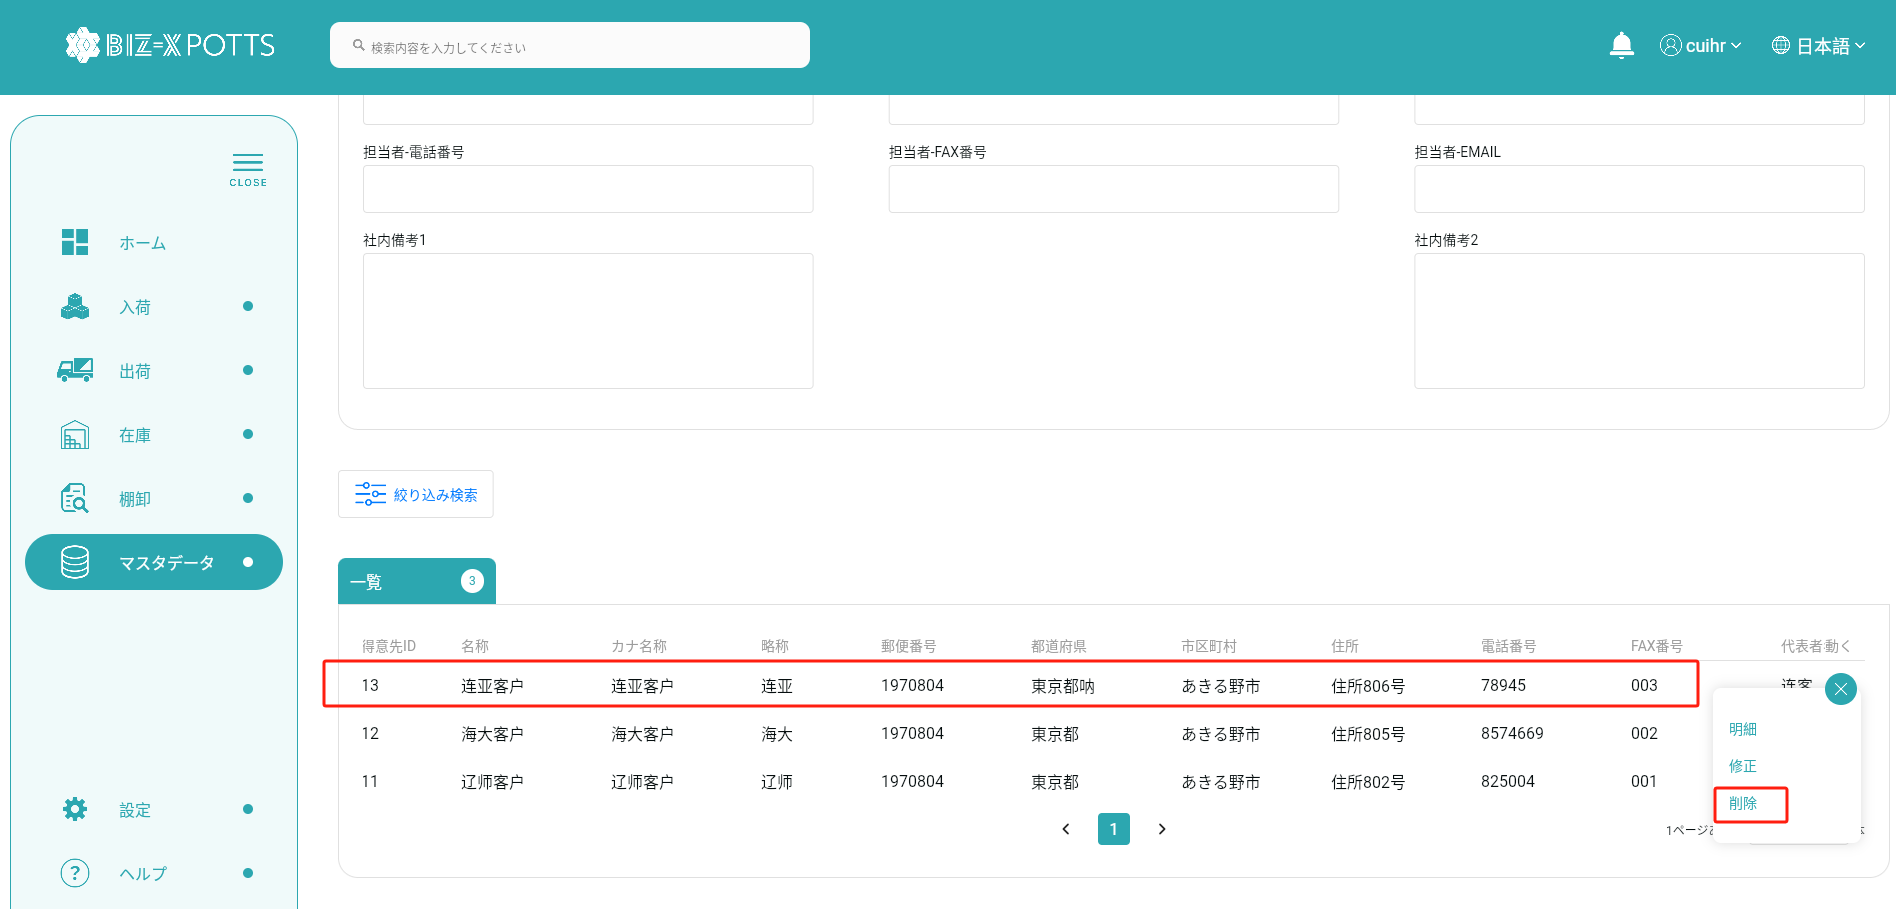 BIZ=X POTTS
検索内容を入力してください
cuihr
日本語
CLOSE
ホーム
入荷
出荷
在庫
棚卸
マスタデータ
設定
ヘルプ
担当者-電話番号
担当者-FAX番号
担当者-EMAIL
社内備考1
社内備考2
絞り込み検索
一覧 3
得意先ID 名称 カナ名称 略称 郵便番号 都道府県 市区町村 住所 電話番号 FAX番号 代表者 動く
13 连亚客户 连亚客户 连亚 1970804 東京都呐 あきる野市 住所806号 78945 003 连客
12 海大客户 海大客户 海大 1970804 東京都 あきる野市 住所805号 8574669 002
11 辽师客户 辽师客户 辽师 1970804 東京都 あきる野市 住所802号 825004 001
明細
修正
削除
1
1ページ